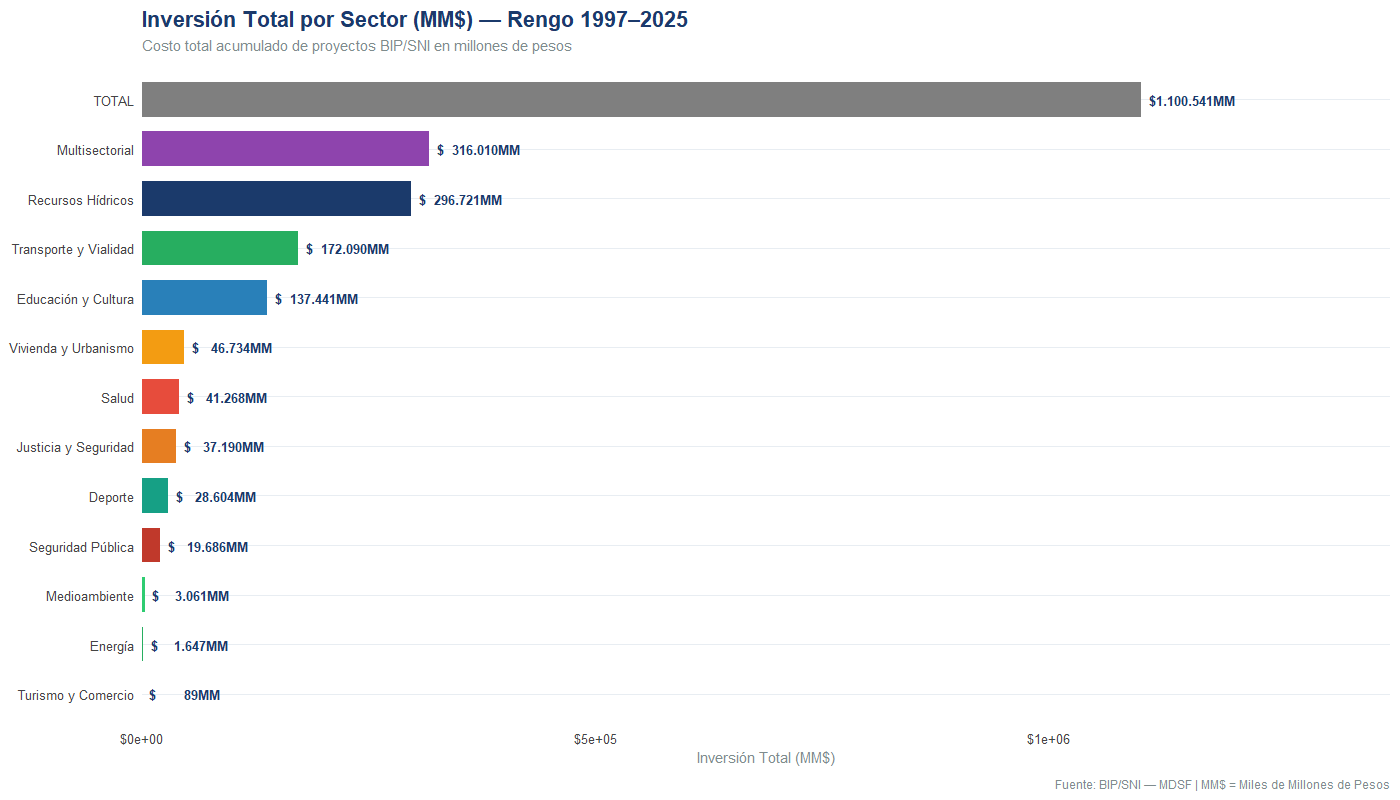 Inversión Total por Sector (MM$) — Rengo 1997–2025
Costo total acumulado de proyectos BIP/SNI en millones de pesos
TOTAL $1.100.541MM
Multisectorial $ 316.010MM
Recursos Hídricos $ 296.721MM
Transporte y Vialidad $ 172.090MM
Educación y Cultura $ 137.441MM
Vivienda y Urbanismo $ 46.734MM
Salud $ 41.268MM
Justicia y Seguridad $ 37.190MM
Deporte $ 28.604MM
Seguridad Pública $ 19.686MM
Medioambiente $ 3.061MM
Energía $ 1.647MM
Turismo y Comercio $ 89MM
$0e+00 $5e+05 $1e+06
Inversión Total (MM$)
Fuente: BIP/SNI — MDSF | MM$ = Miles de Millones de Pesos